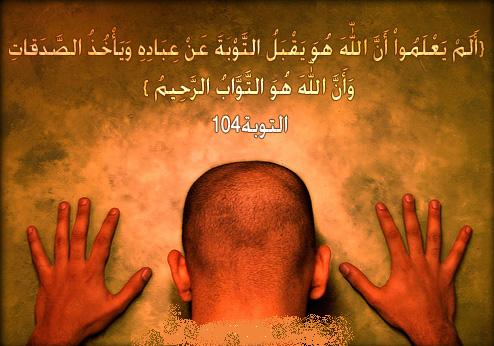 {أَلَمْ يَعْلَمُواْ أَنَّ اللّهَ هُوَ يَقْبَلُ التَّوْبَةَ عَنْ عِبَادِهِ وَيَأْخُذُ الصَّدَقَاتِ
وَأَنَّ اللّهَ هُوَ التَّوَّابُ الرَّحِيمُ }
التوبة104